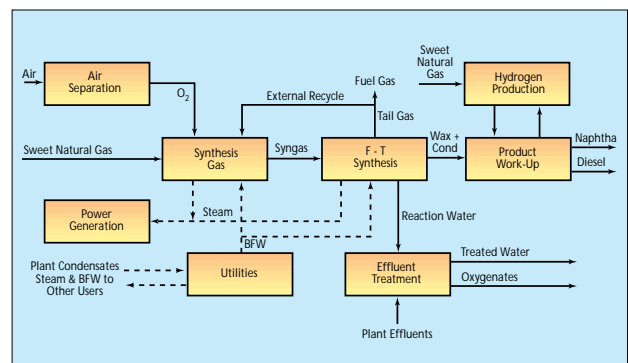 Air
Air
Separation
O2
External Recycle
Fuel Gas
Tail Gas
Sweet
Natural
Gas
Hydrogen
Production
Sweet Natural Gas
Synthesis
Gas
Syngas
F - T
Synthesis
Wax +
Cond
Product
Work-Up
Naphtha
Diesel
Power
Generation
Steam
BFW
Reaction Water
Plant Condensates
Steam & BFW to
Other Users
Utilities
Effluent
Treatment
Treated Water
Oxygenates
Plant Effluents